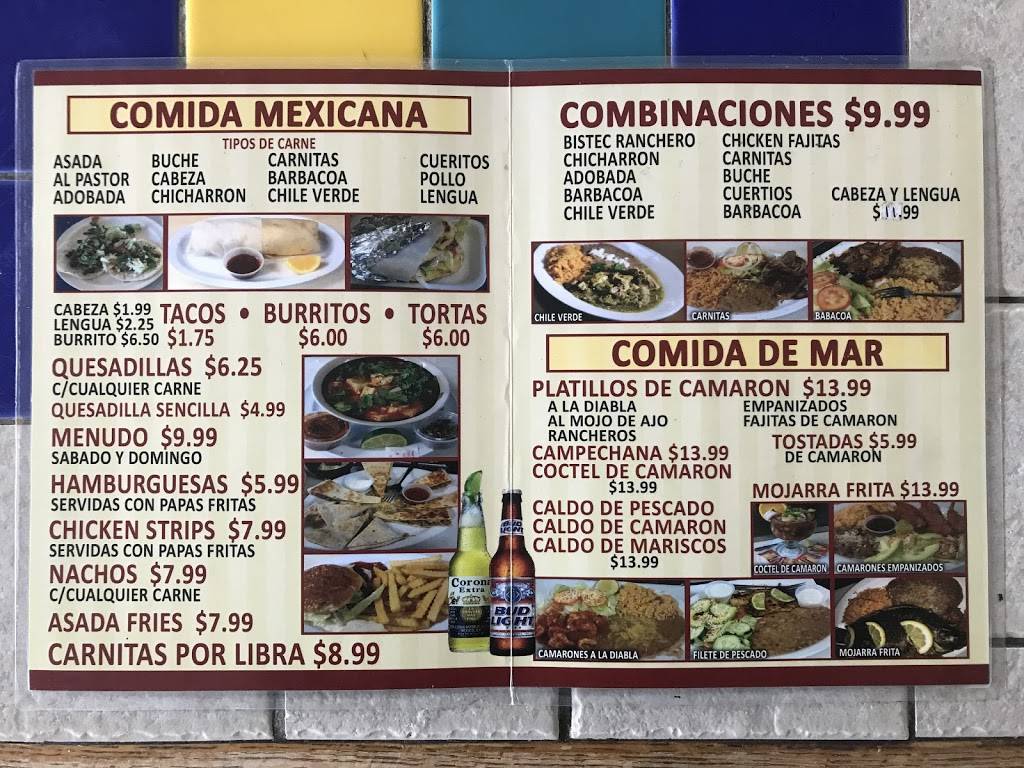 COMIDA MEXICANA
TIPOS DE CARNE
ASADA BUCHE CARNITAS CUERITOS
AL PASTOR CABEZA BARBACOA POLLO
ADOBADA CHICHARRON CHILE VERDE LENGUA
CABEZA $1.99
LENGUA $2.25
BURRITO $6.50
TACOS • BURRITOS • TORTAS
$1.75 $6.00 $6.00
QUESADILLAS $6.25
C/CUALQUIER CARNE
QUESADILLA SENCILLA $4.99
MENUDO $9.99
SABADO Y DOMINGO
HAMBURGUESAS $5.99
SERVIDAS CON PAPAS FRITAS
CHICKEN STRIPS $7.99
SERVIDAS CON PAPAS FRITAS
NACHOS $7.99
C/CUALQUIER CARNE
ASADA FRIES $7.99
CARNITAS POR LIBRA $8.99
Corona
Extra
BUD
LIGHT
BUD
LIGHT
COMBINACIONES $9.99
BISTEC RANCHERO CHICKEN FAJITAS
CHICHARRON CARNITAS
ADOBADA BUCHE
BARBACOA CUERTIOS CABEZA Y LENGUA
CHILE VERDE BARBACOA $11.99
CHILE VERDE CARNITAS BABACOA
COMIDA DE MAR
PLATILLOS DE CAMARON $13.99
A LA DIABLA EMPANIZADOS
AL MOJO DE AJO FAJITAS DE CAMARON
RANCHEROS
TOSTADAS $5.99
DE CAMARON
CAMPECHANA $13.99
COCTEL DE CAMARON
$13.99
MOJARRA FRITA $13.99
CALDO DE PESCADO
CALDO DE CAMARON
CALDO DE MARISCOS
$13.99
COCTEL DE CAMARON CAMARONES EMPANIZADOS
CAMARONES A LA DIABLA FILETE DE PESCADO MOJARRA FRITA